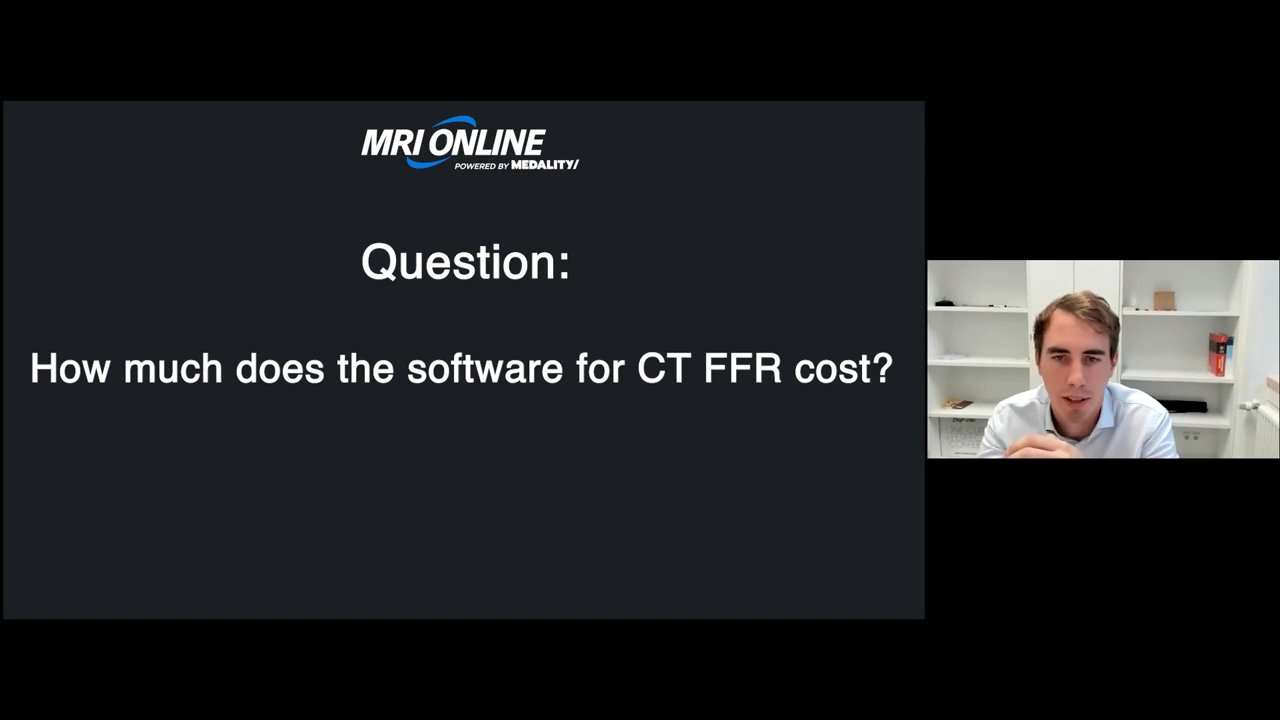 MRI ONLINE
POWERED BY MEDALITY/
Question:
How much does the software for CT FFR cost?